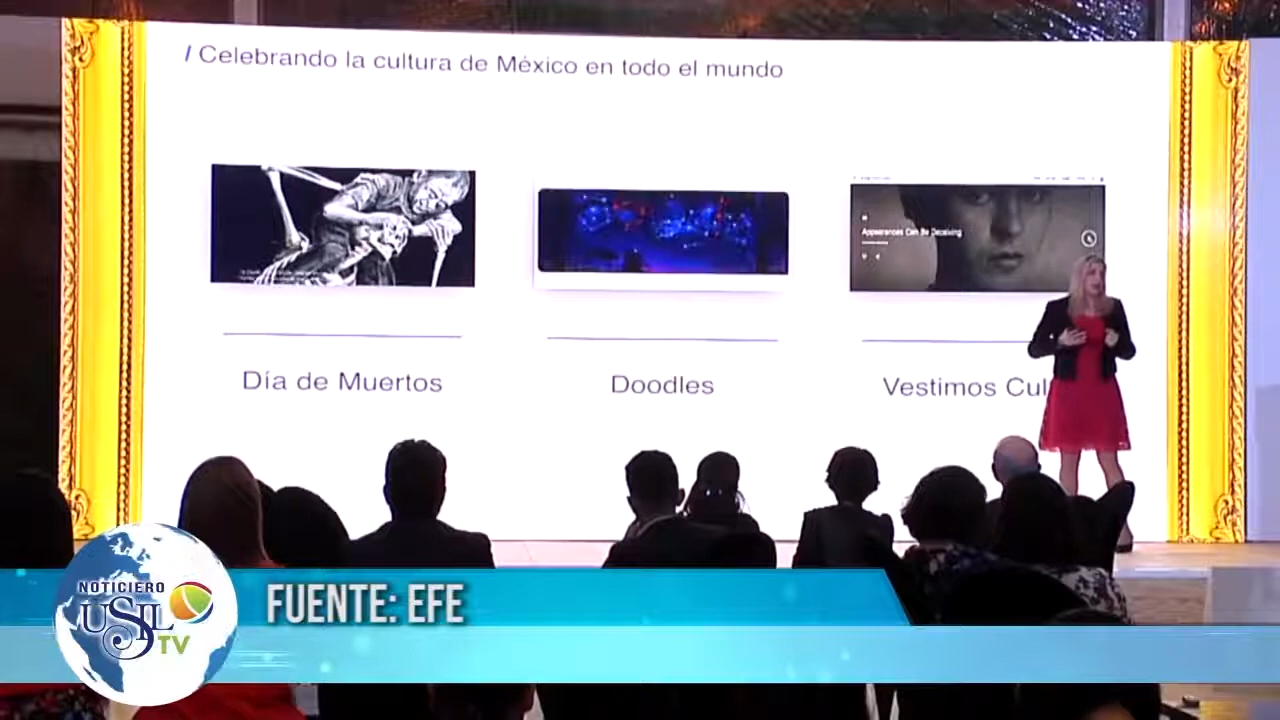 / Celebrando la cultura de México en todo el mundo
Appearances Can Be Deceiving
Día de Muertos
Doodles
Vestimos Cul
NOTICIERO
USIL
TV
FUENTE: EFE